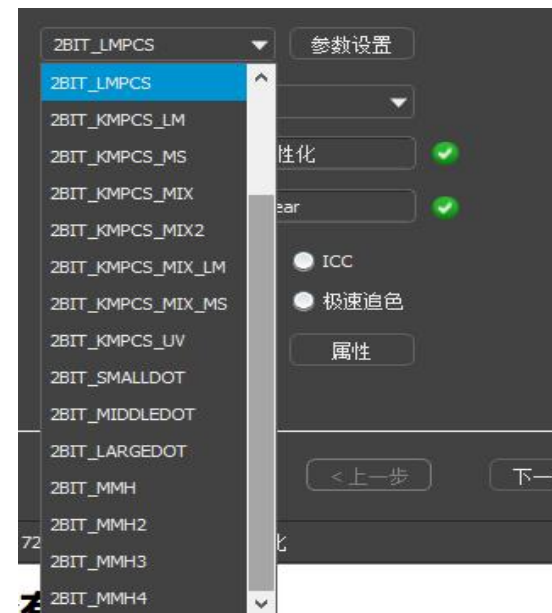 2BIT_LMPCS
参数设置
2BIT_LMPCS
2BIT_KMPCS_LM
2BIT_KMPCS_MS
性化
2BIT_KMPCS_MIX
ear
2BIT_KMPCS_MIX2
2BIT_KMPCS_MIX_LM
ICC
2BIT_KMPCS_MIX_MS
极速追色
2BIT_KMPCS_UV
属性
2BIT_SMALLDOT
2BIT_MIDDLEDOT
2BIT_LARGEDOT
2BIT_MMH
<上一步
下一
2BIT_MMH2
72
化
2BIT_MMH3
2BIT_MMH4